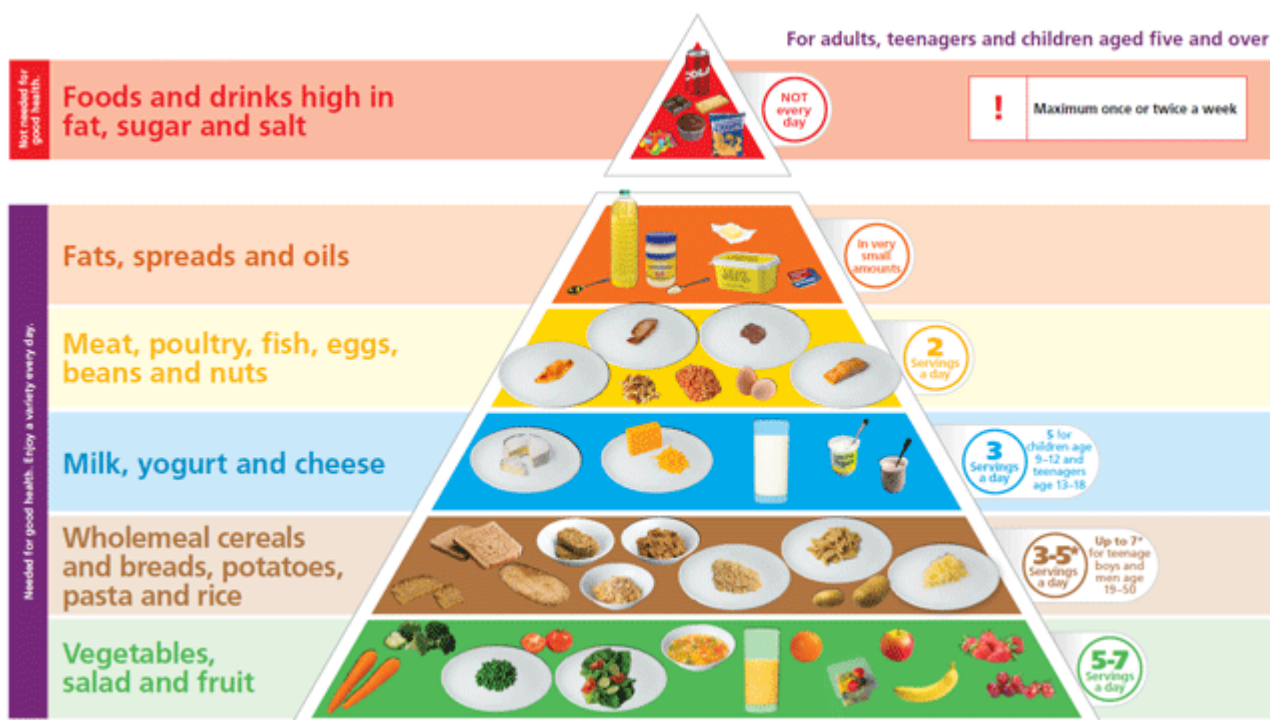 For adults, teenagers and children aged five and over
Not needed for
good health.
Foods and drinks high in
fat, sugar and salt
COLA
NOT
every
day
!
Maximum once or twice a week
Needed for good health. Enjoy a variety every day.
Fats, spreads and oils
In very
small
amounts
Meat, poultry, fish, eggs,
beans and nuts
2
Servings
a day
Milk, yogurt and cheese
3
Servings
a day
5 for
children age
9–12 and
teenagers
age 13–18
Wholemeal cereals
and breads, potatoes,
pasta and rice
3-5*
Servings
a day
Up to 7*
for teenage
boys and
men age
19–50
Vegetables,
salad and fruit
5-7
Servings
a day